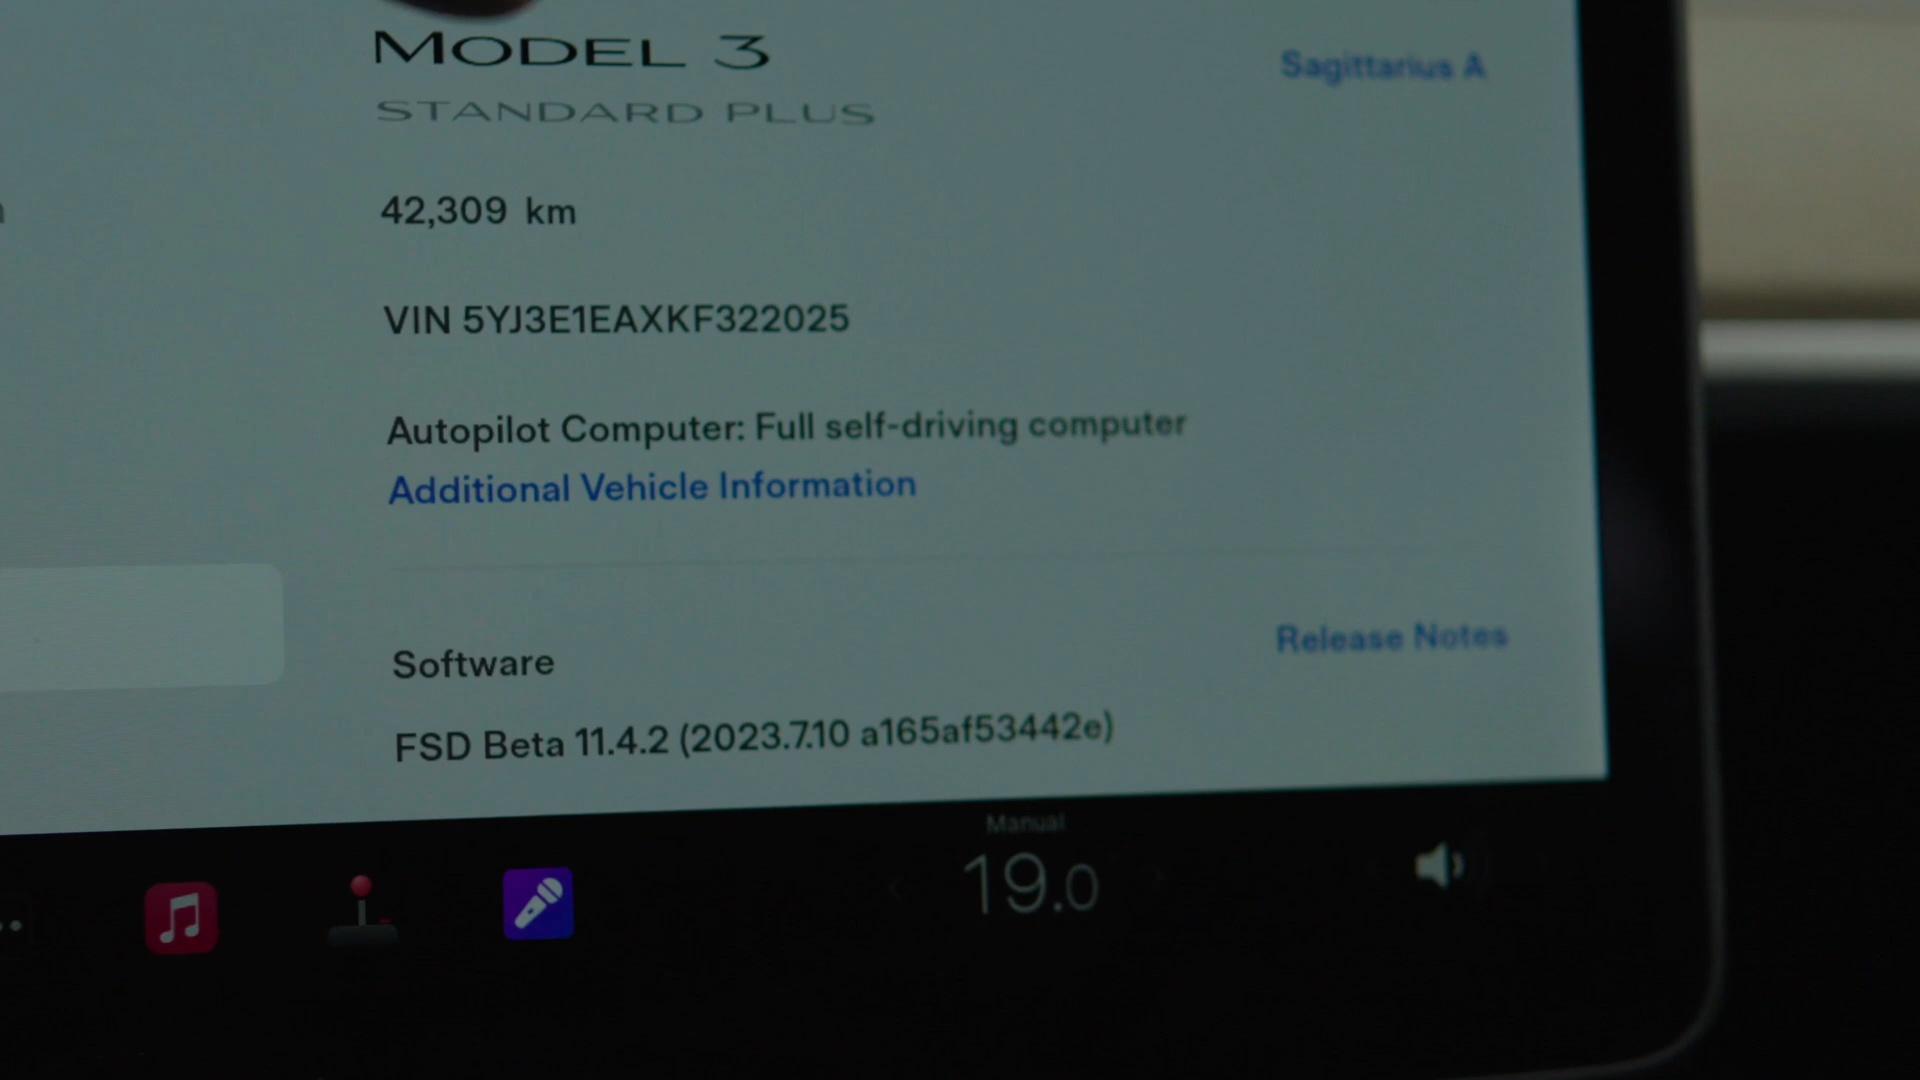 MODEL 3
Sagittarius A
STANDARD PLUS
42,309 km
VIN 5YJ3E1EAXKF322025
Autopilot Computer: Full self-driving computer
Additional Vehicle Information
Software
Release Notes
FSD Beta 11.4.2 (2023.7.10 a165af53442e)
Manual
19.0